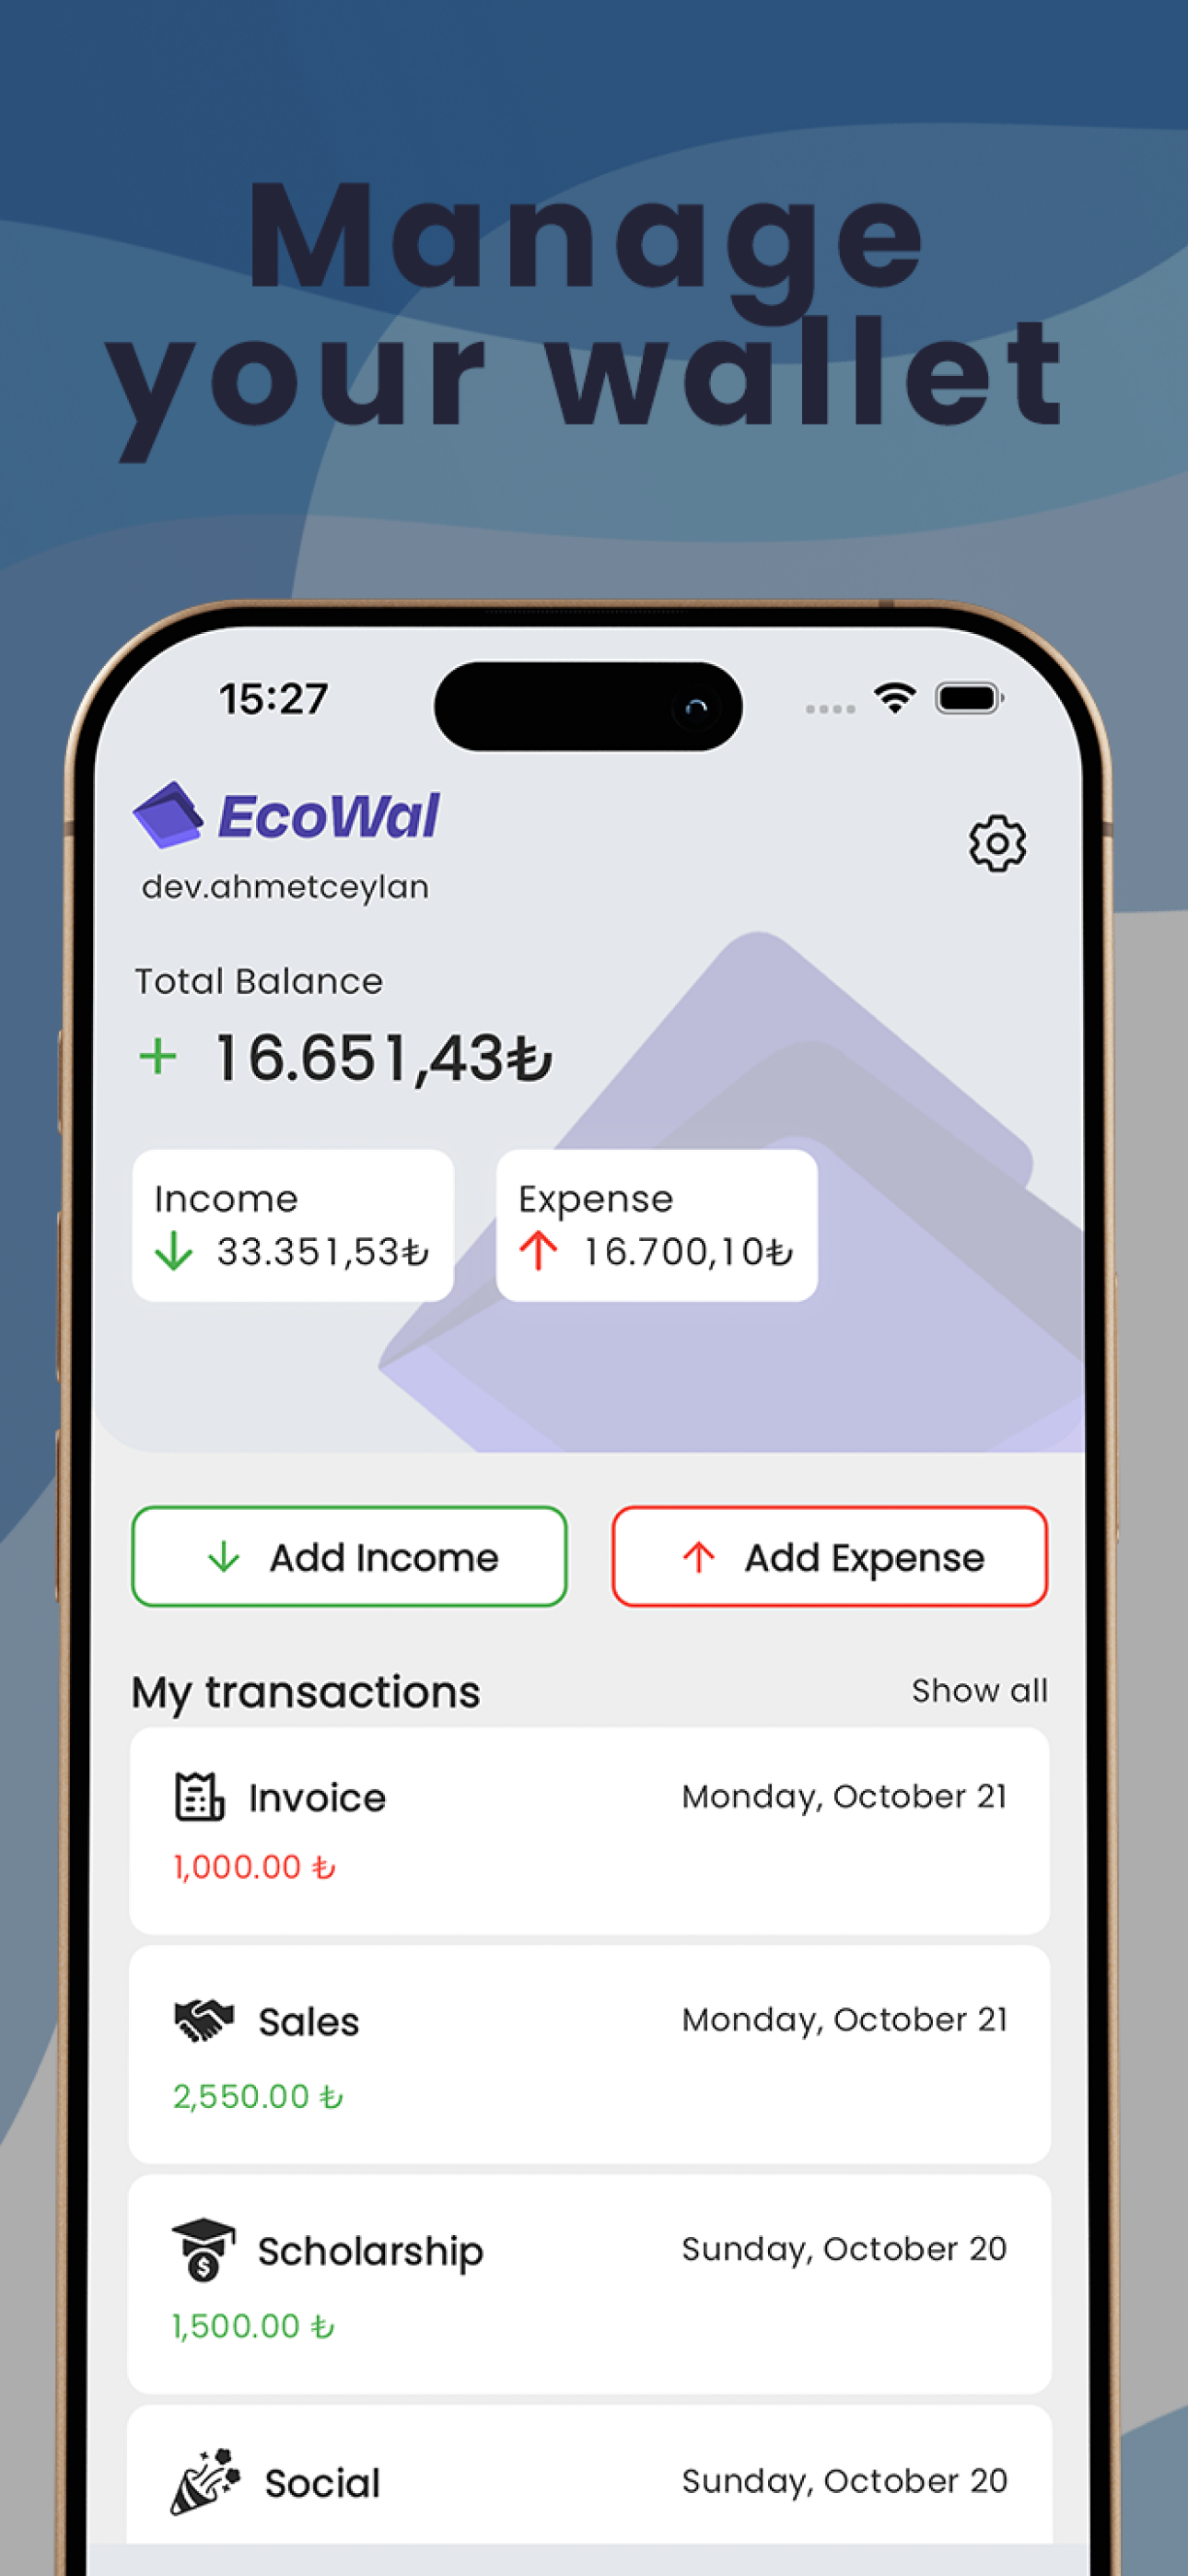 Manage
your wallet
15:27
EcoWal
dev.ahmetceylan
Total Balance
+ 16.651,43₺
Income
33.351,53₺
Expense
16.700,10₺
Add Income
Add Expense
My transactions
Show all
Invoice
Monday, October 21
1,000.00 ₺
Sales
Monday, October 21
2,550.00 ₺
Scholarship
Sunday, October 20
1,500.00 ₺
Social
Sunday, October 20